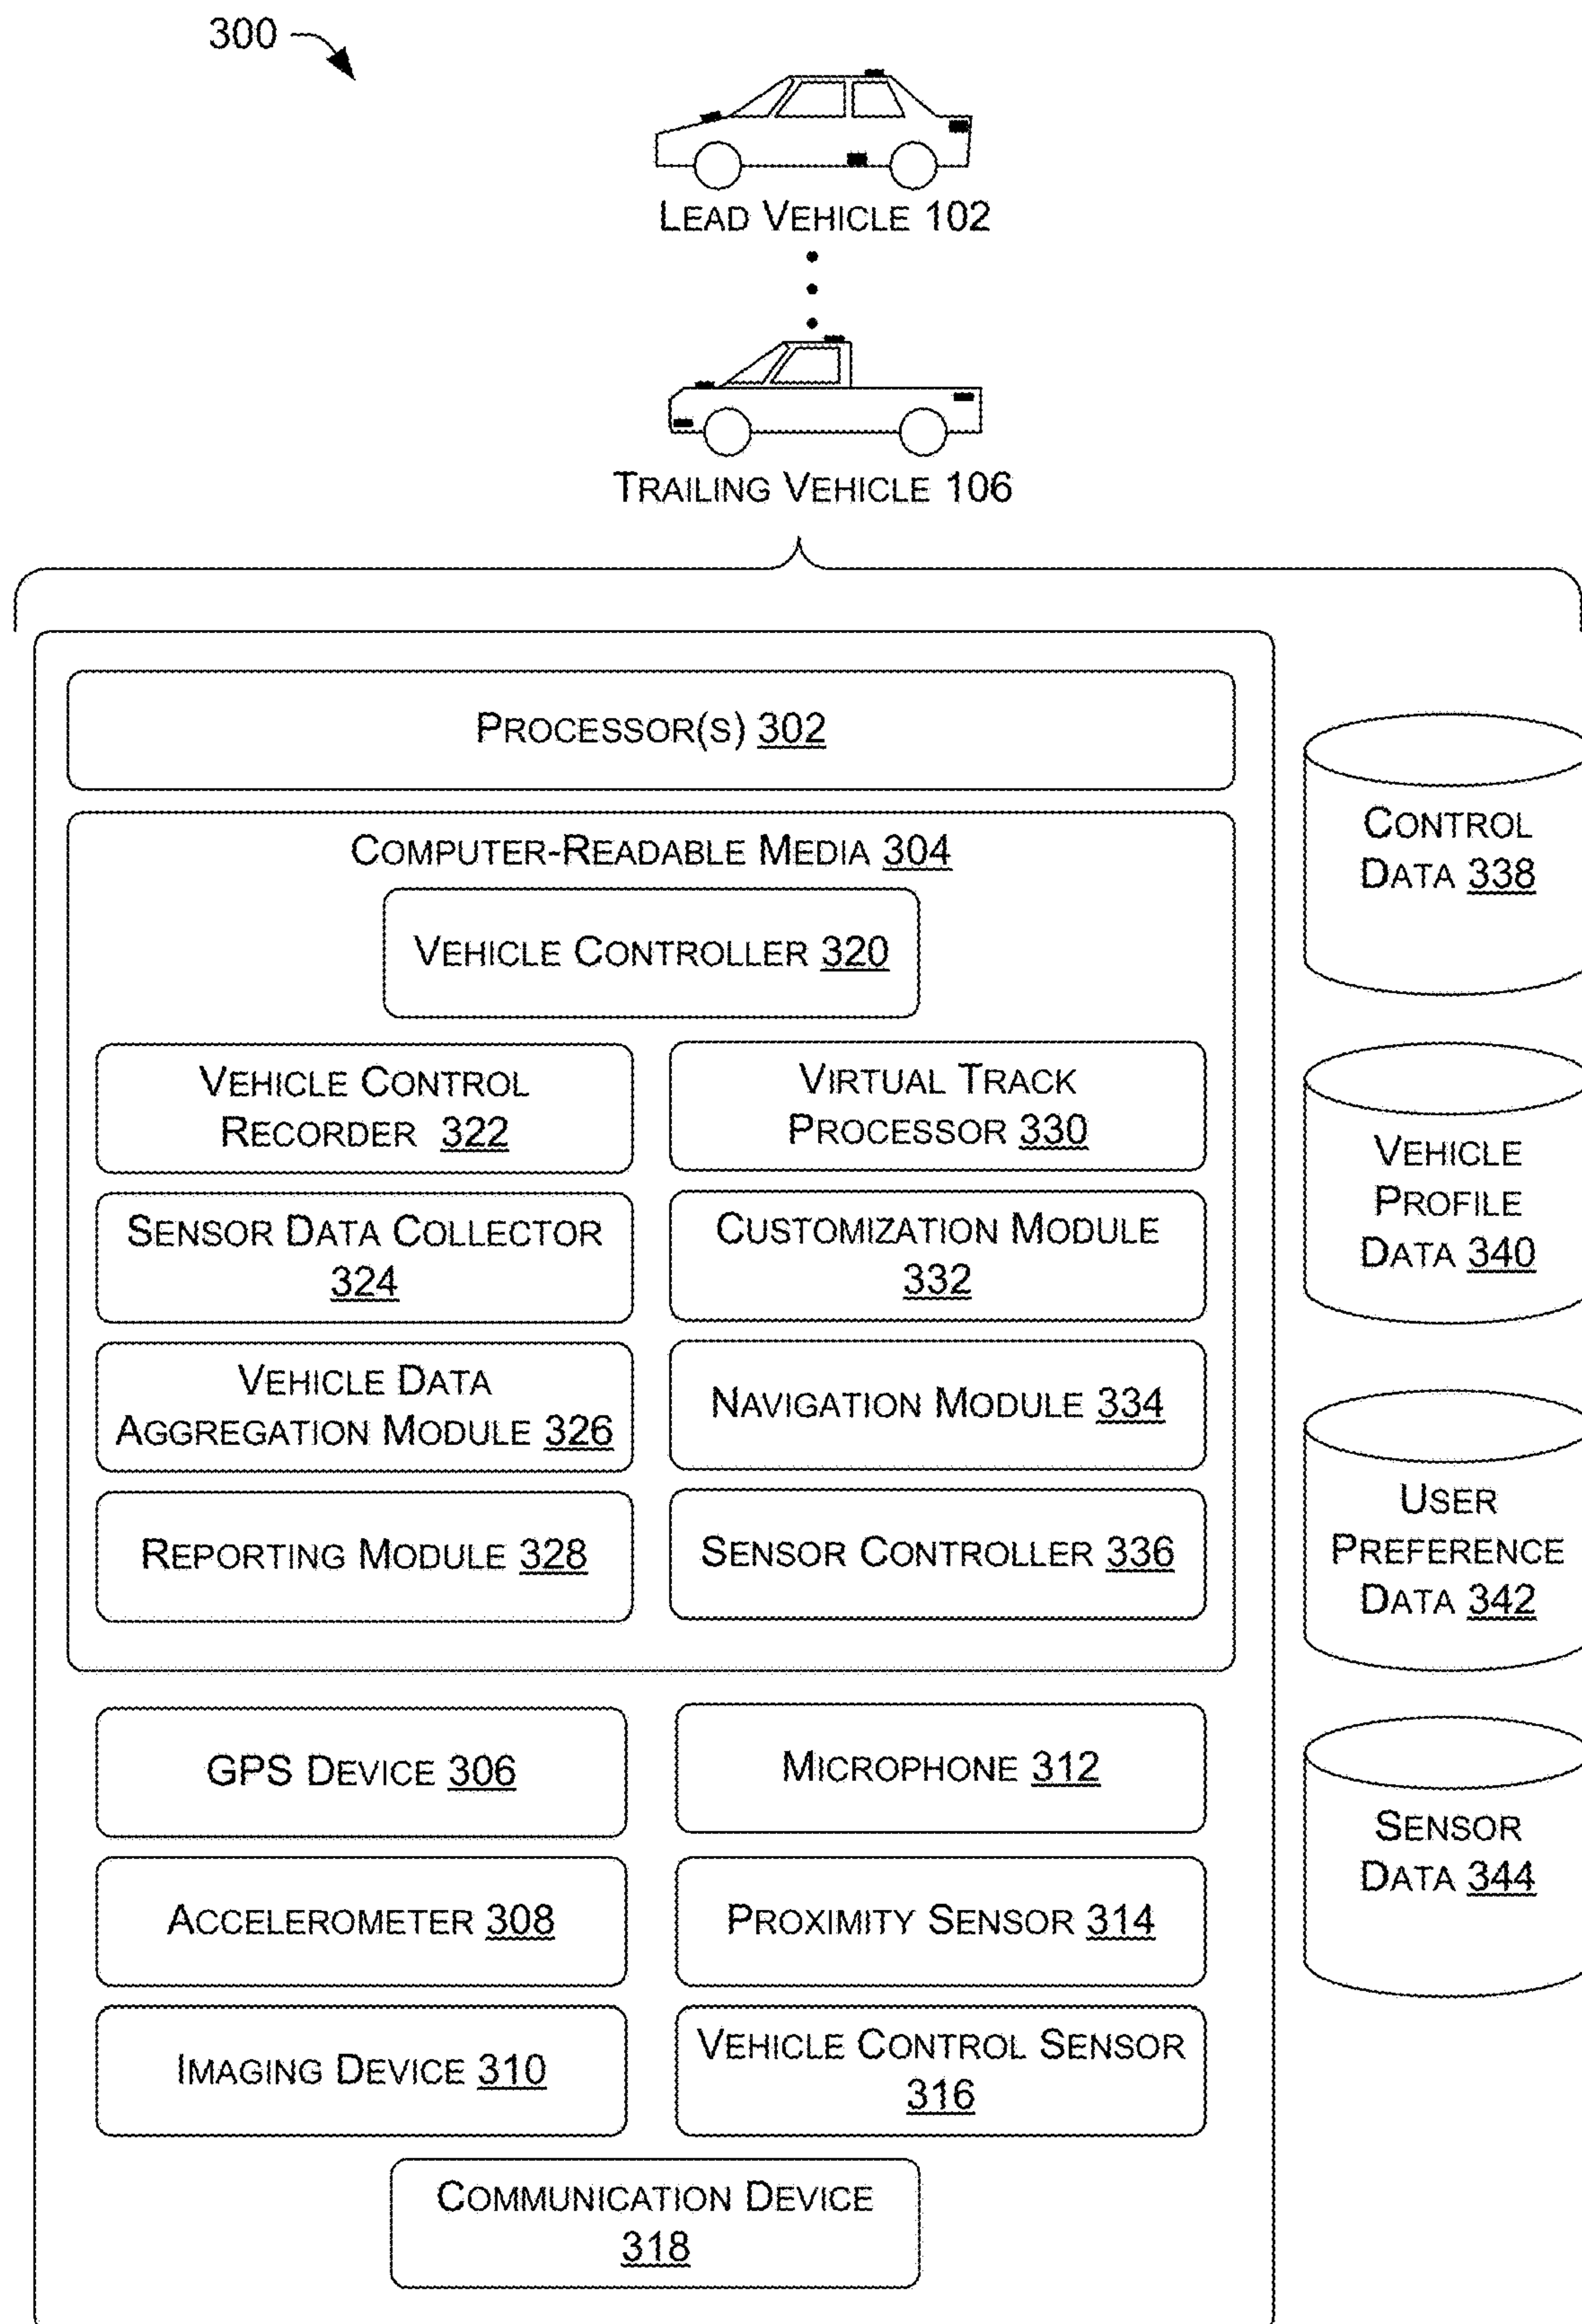 300
LEAD VEHICLE 102
TRAILING VEHICLE 106
PROCESSOR(S) 302
COMPUTER-READABLE MEDIA 304
VEHICLE CONTROLLER 320
VEHICLE CONTROL
RECORDER 322
VIRTUAL TRACK
PROCESSOR 330
SENSOR DATA COLLECTOR
324
CUSTOMIZATION MODULE
332
VEHICLE DATA
AGGREGATION MODULE 326
NAVIGATION MODULE 334
REPORTING MODULE 328
SENSOR CONTROLLER 336
GPS DEVICE 306
MICROPHONE 312
ACCELEROMETER 308
PROXIMITY SENSOR 314
IMAGING DEVICE 310
VEHICLE CONTROL SENSOR
316
COMMUNICATION DEVICE
318
CONTROL
DATA 338
VEHICLE
PROFILE
DATA 340
USER
PREFERENCE
DATA 342
SENSOR
DATA 344